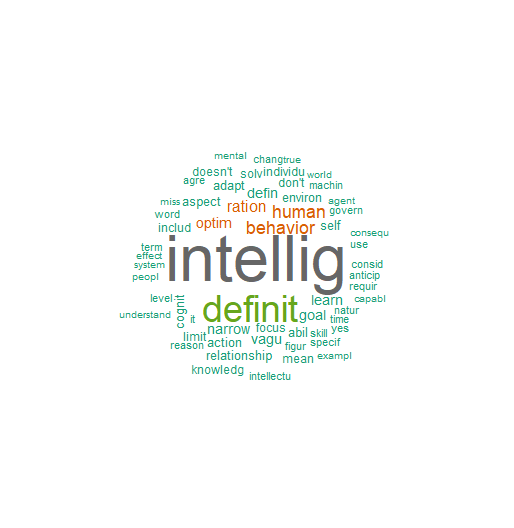 mental
chang true
doesn't solv individu world
agre adapt defin don't machin
miss aspect ration environ agent
word optim human govern
includ behavior self
intellig
consequ
term use
effect consid
system anticip
peopl requir
level cognit definit learn capabl
understand it goal natur
narrow focus abil skill time yes
limit action vagu figur specif
reason relationship mean exampl
knowledg intellectu